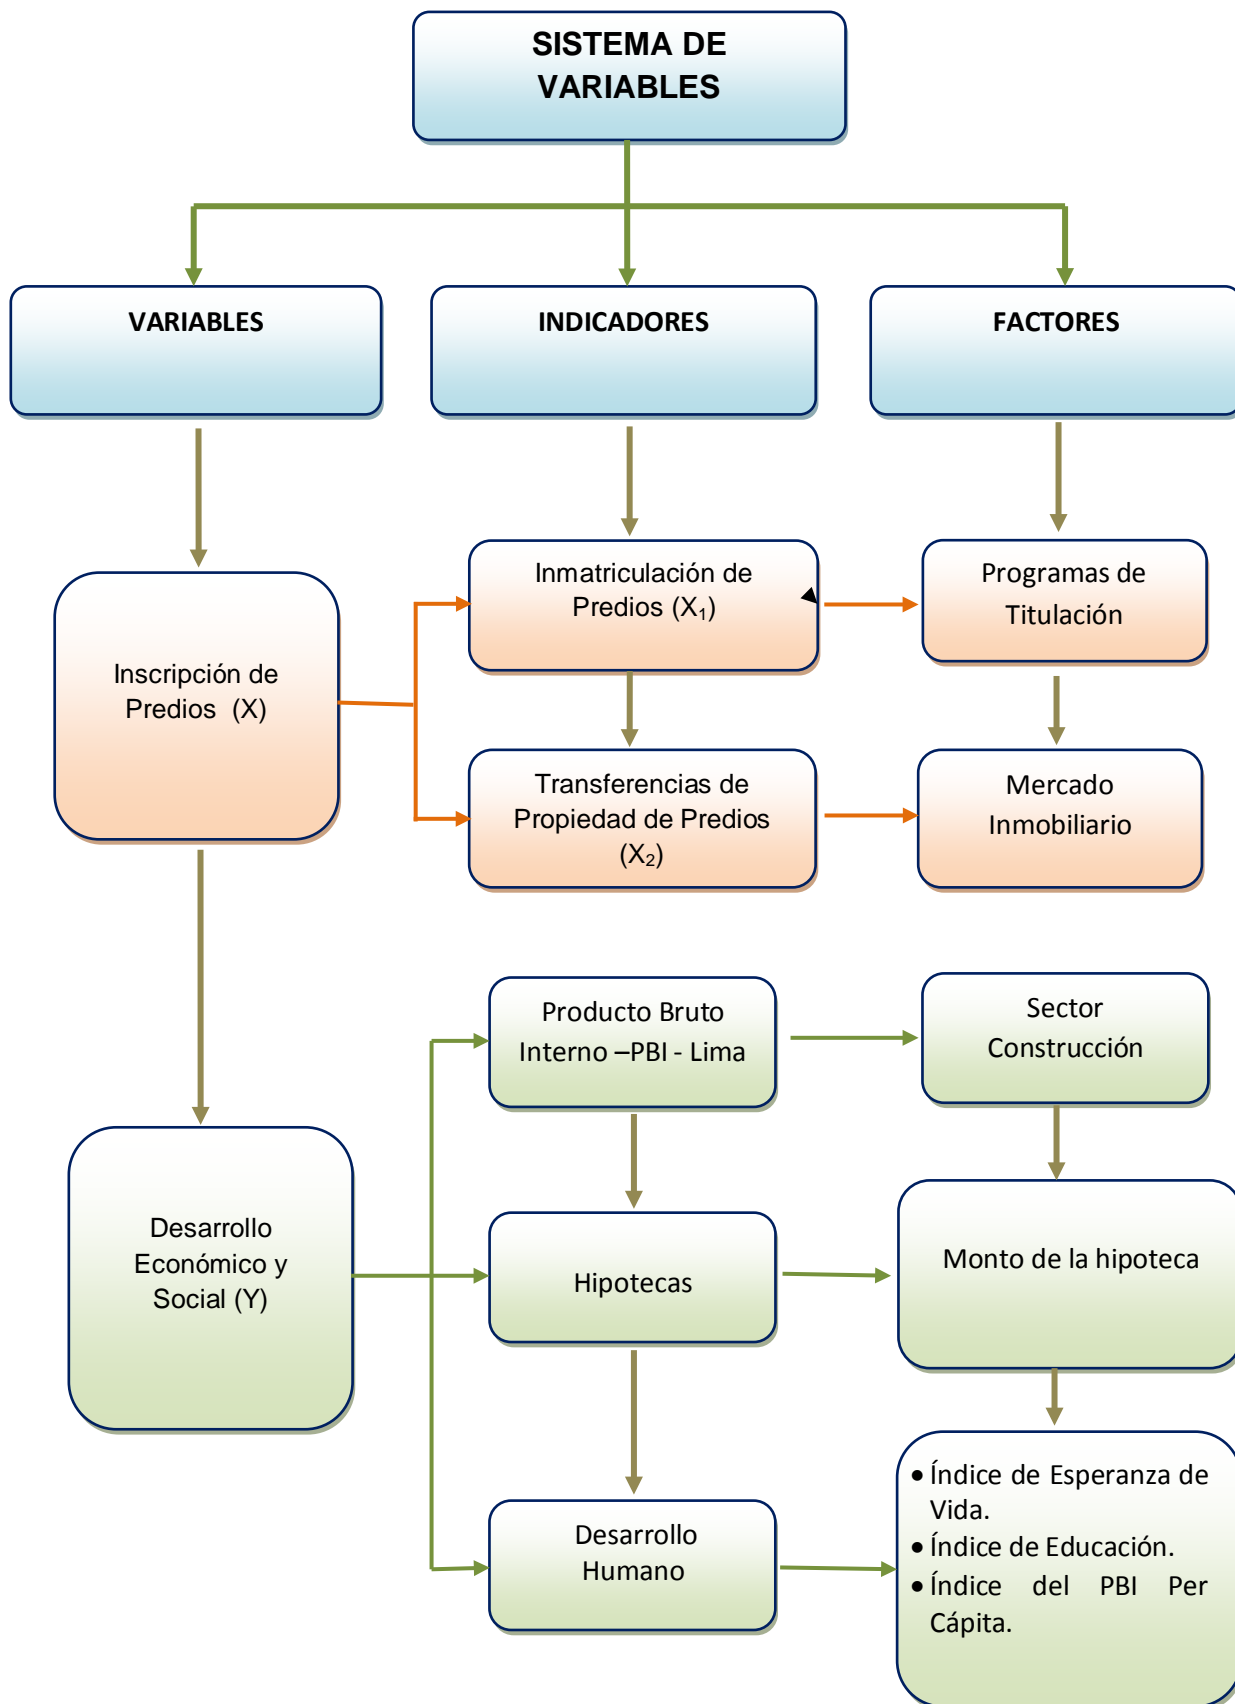 SISTEMA DE
VARIABLES
VARIABLES
INDICADORES
FACTORES
Inscripción de
Predios (X)
Inmatriculación de
Predios (X₁)
Programas de
Titulación
Transferencias de
Propiedad de Predios
(X₂)
Mercado
Inmobiliario
Desarrollo
Económico y
Social (Y)
Producto Bruto
Interno –PBI - Lima
Sector
Construcción
Hipotecas
Monto de la hipoteca
Desarrollo
Humano
• Índice de Esperanza de
Vida.
• Índice de Educación.
• Índice del PBI Per
Cápita.